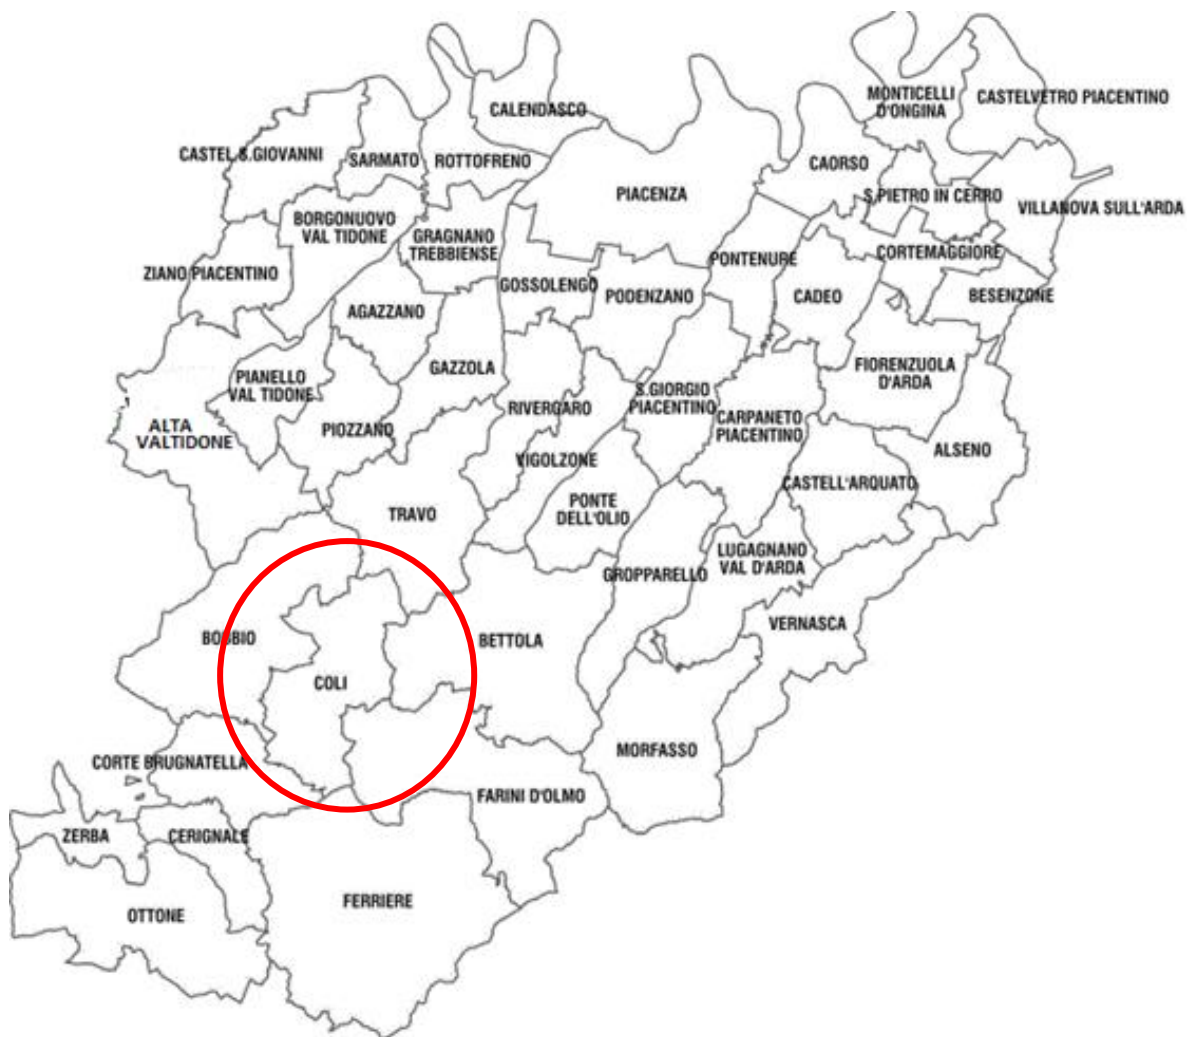 CALENDASCO
MONTICELLI
D'ONGINA
CASTELVETRO PIACENTINO
CASTEL S.GIOVANNI
SARMATO
ROTTOFRENO
CAORSO
PIACENZA
S.PIETRO IN CERRO
VILLANOVA SULL'ARDA
BORGONUOVO
VAL TIDONE
GRAGNANO
TREBBIENSE
ZIANO PIACENTINO
GOSSOLENGO
PODENZANO
PONTENURE
CORTEMAGGIORE
CADEO
BESENZONE
AGAZZANO
GAZZOLA
PIANELLO
VAL TIDONE
FIORENZUOLA
D'ARDA
S.GIORGIO
PIACENTINO
RIVERGARO
CARPANETO
PIACENTINO
ALTA
VALTIDONE
PIOZZANO
VIGOLZONE
ALSENO
CASTELL'ARQUATO
TRAVO
PONTE
DELL'OLIO
LUGAGNANO
VAL D'ARDA
GROPPARELLO
VERNASCA
BOBBIO
BETTOLA
COLI
MORFASSO
CORTE BRUGNATELLA
FARINI D'OLMO
ZERBA
CERIGNALE
FERRIERE
OTTONE